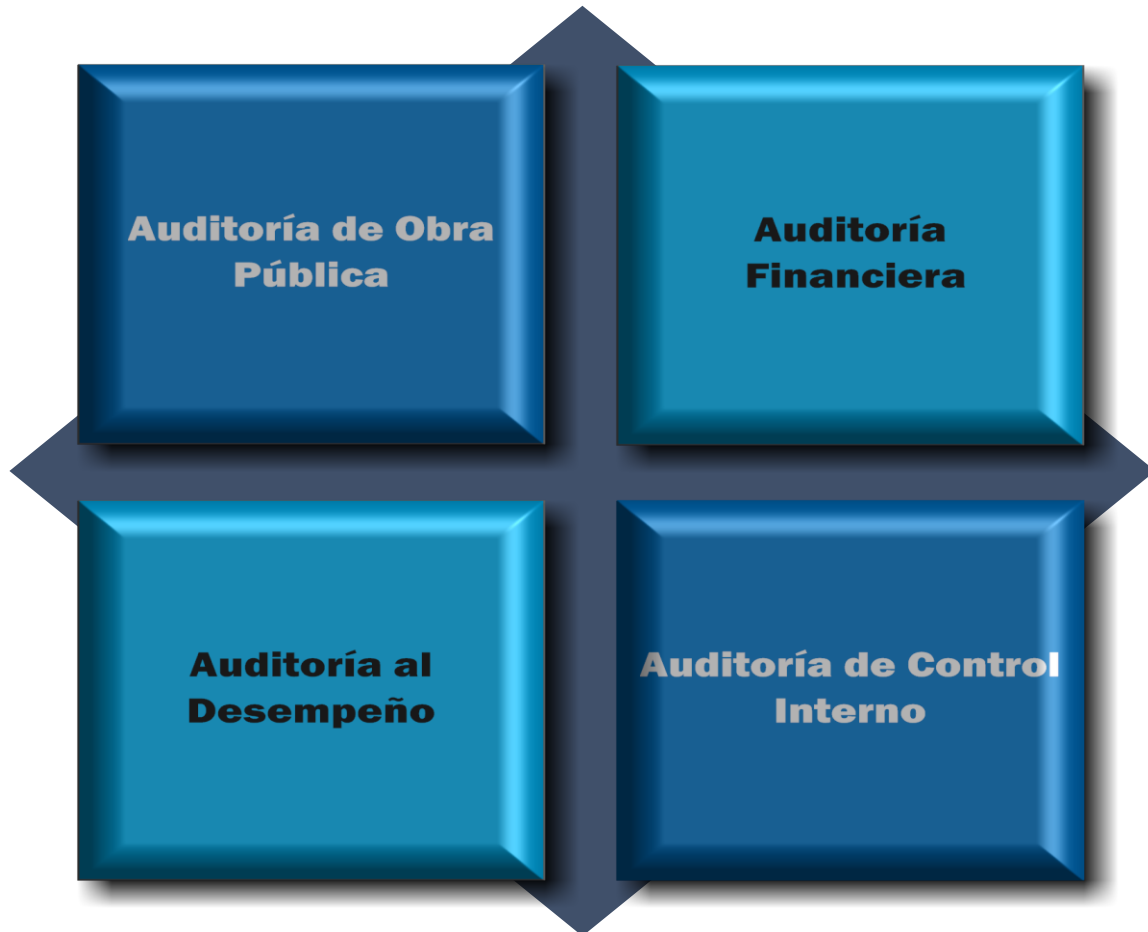 Auditoría de Obra
Pública
Auditoría
Financiera
Auditoría al
Desempeño
Auditoría de Control
Interno